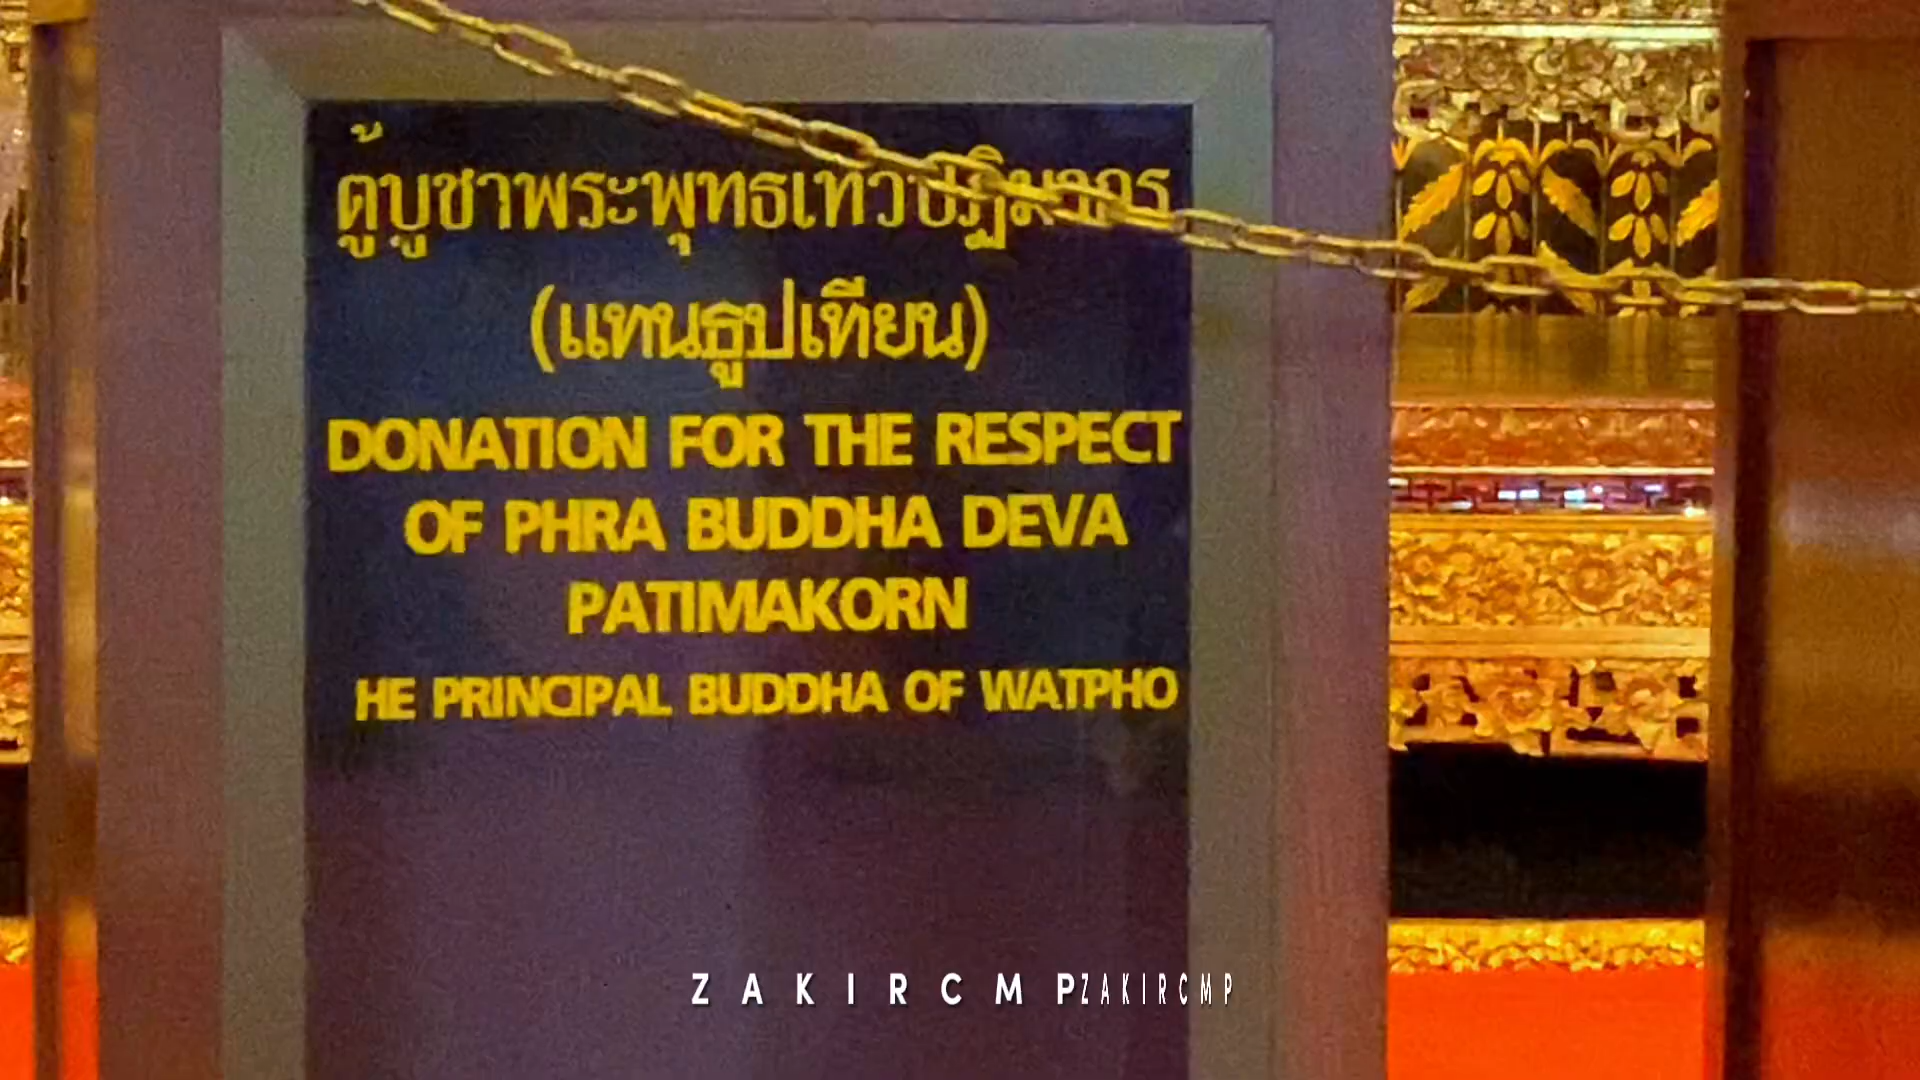 ตู้บูชาพระพุทธเทวปฏิมากร
(แทนธูปเทียน)
DONATION FOR THE RESPECT
OF PHRA BUDDHA DEVA
PATIMAKORN
HE PRINCIPAL BUDDHA OF WATPHO
ZAKIRCMP ZAKIRCMP